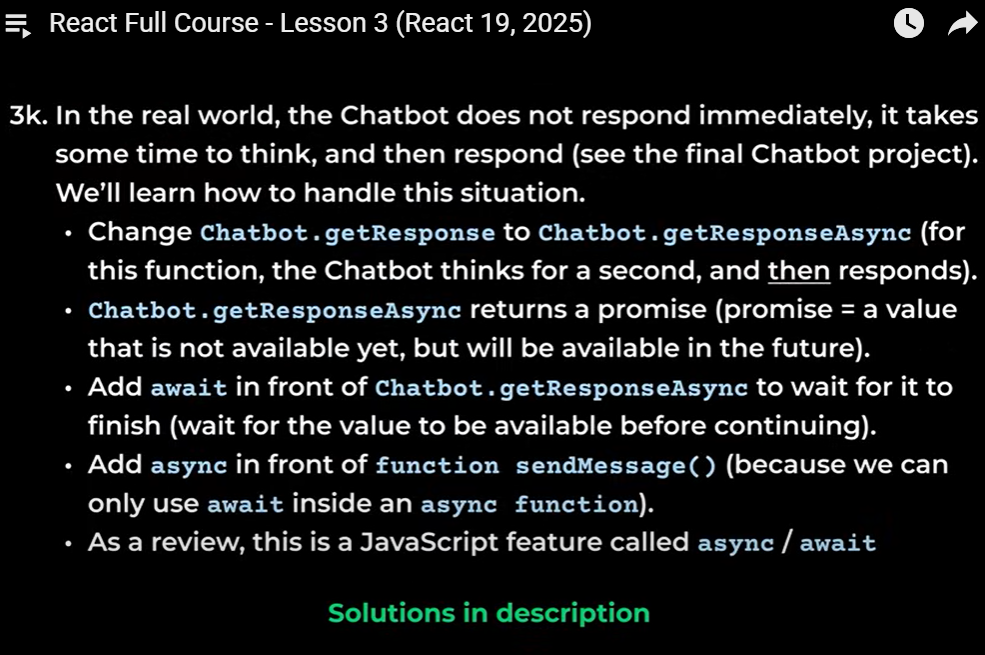 React Full Course - Lesson 3 (React 19, 2025)
3k. In the real world, the Chatbot does not respond immediately, it takes
some time to think, and then respond (see the final Chatbot project).
We’ll learn how to handle this situation.
• Change Chatbot.getResponse to Chatbot.getResponseAsync (for
this function, the Chatbot thinks for a second, and then responds).
• Chatbot.getResponseAsync returns a promise (promise = a value
that is not available yet, but will be available in the future).
• Add await in front of Chatbot.getResponseAsync to wait for it to
finish (wait for the value to be available before continuing).
• Add async in front of function sendMessage() (because we can
only use await inside an async function).
• As a review, this is a JavaScript feature called async / await
Solutions in description